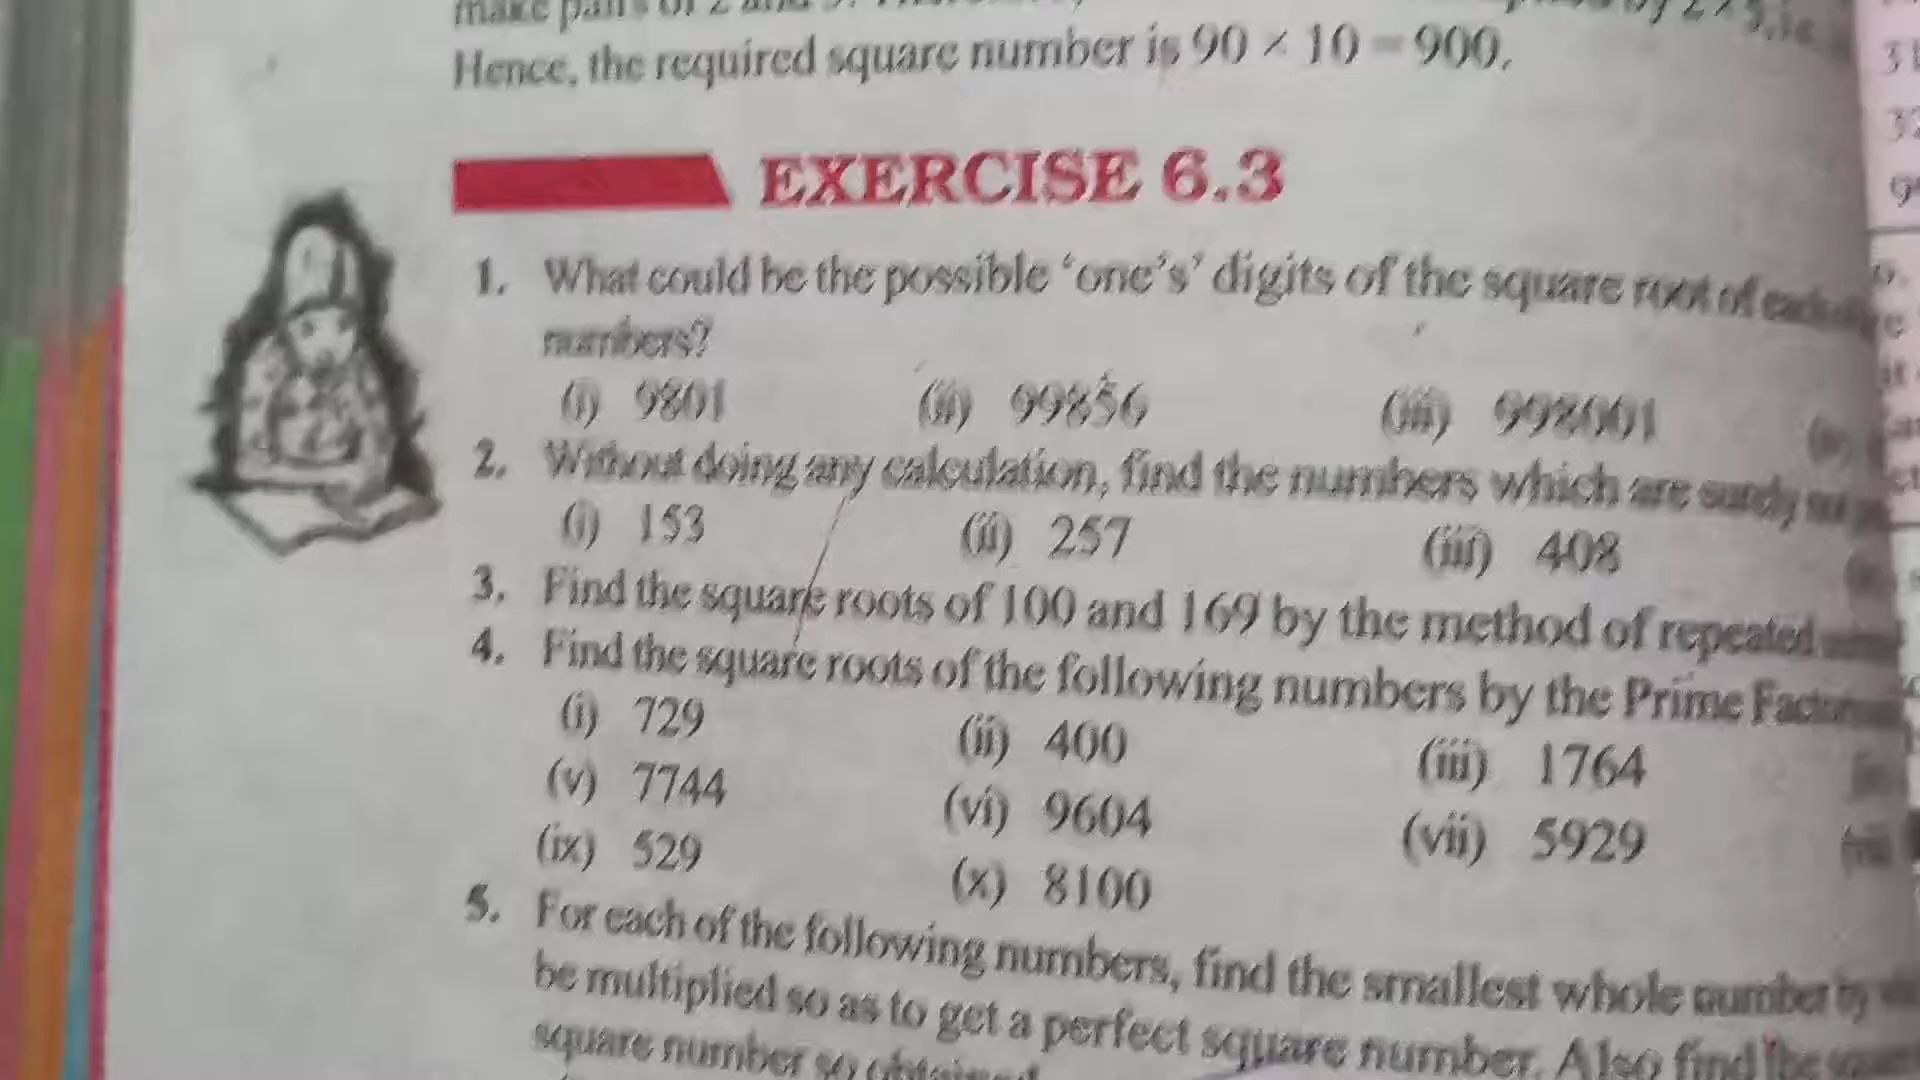 Hence, the required square number is 90 × 10 = 900.
EXERCISE 6.3
1. What could be the possible ‘one’s’ digits of the square root of
numbers?
(i) 9801 (ii) 99856 (iii) 998001
2. Without doing any calculation, find the numbers which are surely
(i) 153 (ii) 257 (iii) 408
3. Find the square roots of 100 and 169 by the method of repeated
4. Find the square roots of the following numbers by the Prime
(i) 729 (ii) 400 (iii) 1764
(v) 7744 (vi) 9604 (vii) 5929
(ix) 529 (x) 8100
5. For each of the following numbers, find the smallest whole number by
be multiplied so as to get a perfect square number. Also find the
square number so obtained